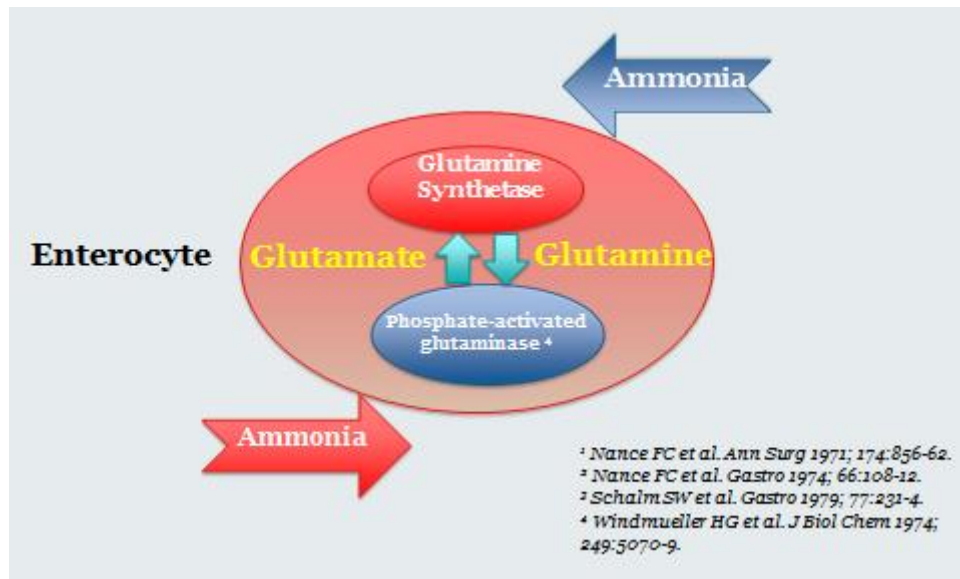 Ammonia
Glutamine
Synthetase
Enterocyte
Glutamate
Glutamine
Phosphate-activated
glutaminase ⁴
Ammonia
¹ Nance FC et al. Ann Surg 1971; 174:856-62.
² Nance FC et al. Gastro 1974; 66:108-12.
³ Schalm SW et al. Gastro 1979; 77:231-4.
⁴ Windmueller HG et al. J Biol Chem 1974;
249:5070-9.